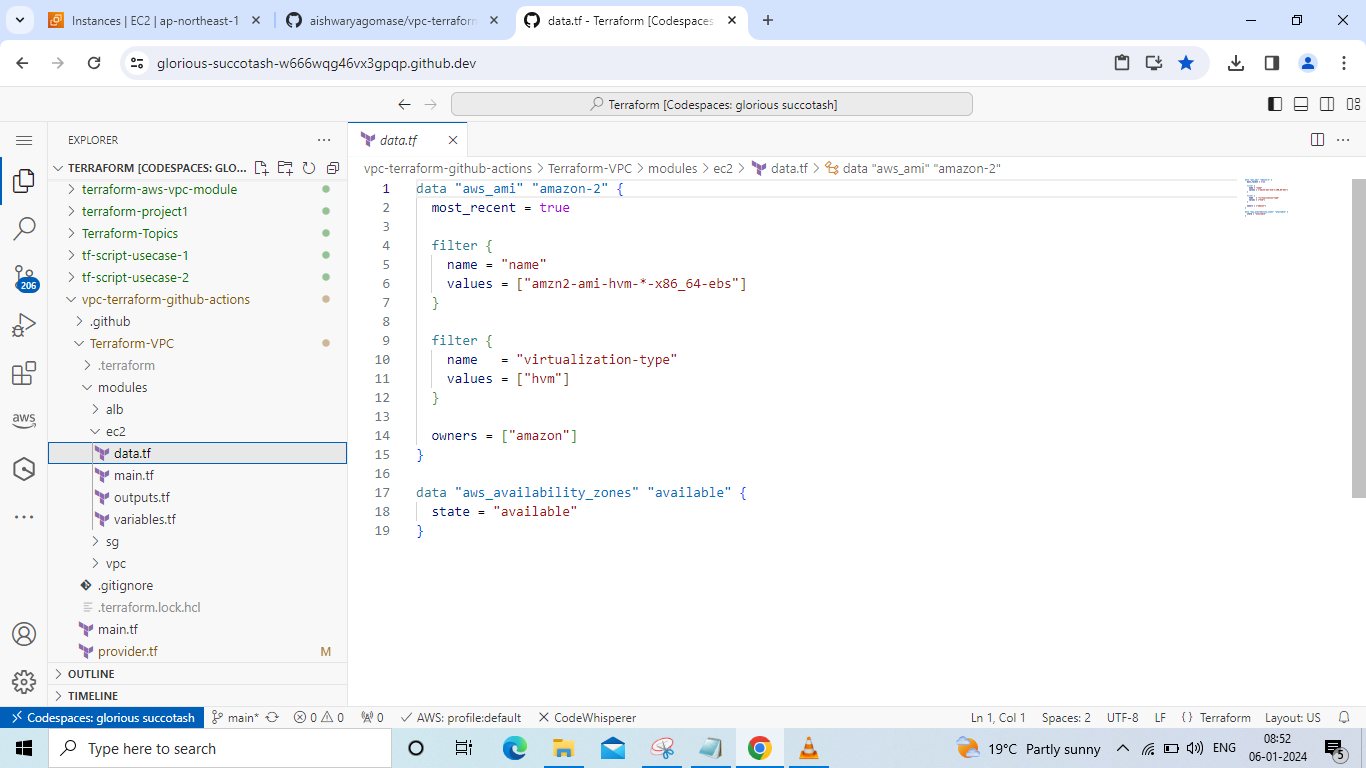 Instances | EC2 | ap-northeast-1
aishwaryagomase/vpc-terraform
data.tf - Terraform [Codespaces
glorious-succotash-w666wqg46vx3gpqp.github.dev
Terraform [Codespaces: glorious succotash]
EXPLORER
TERRAFORM [CODESPACES: GLO...
terraform-aws-vpc-module
terraform-project1
Terraform-Topics
tf-script-usecase-1
tf-script-usecase-2
206
vpc-terraform-github-actions
.github
Terraform-VPC
.terraform
modules
alb
aws
ec2
data.tf
main.tf
outputs.tf
variables.tf
sg
vpc
.gitignore
.terraform.lock.hcl
main.tf
provider.tf M
OUTLINE
TIMELINE
data.tf
vpc-terraform-github-actions > Terraform-VPC > modules > ec2 > data.tf > data "aws_ami" "amazon-2"
1 data "aws_ami" "amazon-2" {
2 most_recent = true
3
4 filter {
5 name = "name"
6 values = ["amzn2-ami-hvm-*-x86_64-ebs"]
7 }
8
9 filter {
10 name   = "virtualization-type"
11 values = ["hvm"]
12 }
13
14 owners = ["amazon"]
15 }
16
17 data "aws_availability_zones" "available" {
18 state = "available"
19 }
Codespaces: glorious succotash main* 0 0 0 AWS: profile:default CodeWhisperer Ln 1, Col 1 Spaces: 2 UTF-8 LF {} Terraform Layout: US
Type here to search
19°C Partly sunny
ENG
08:52
06-01-2024
5